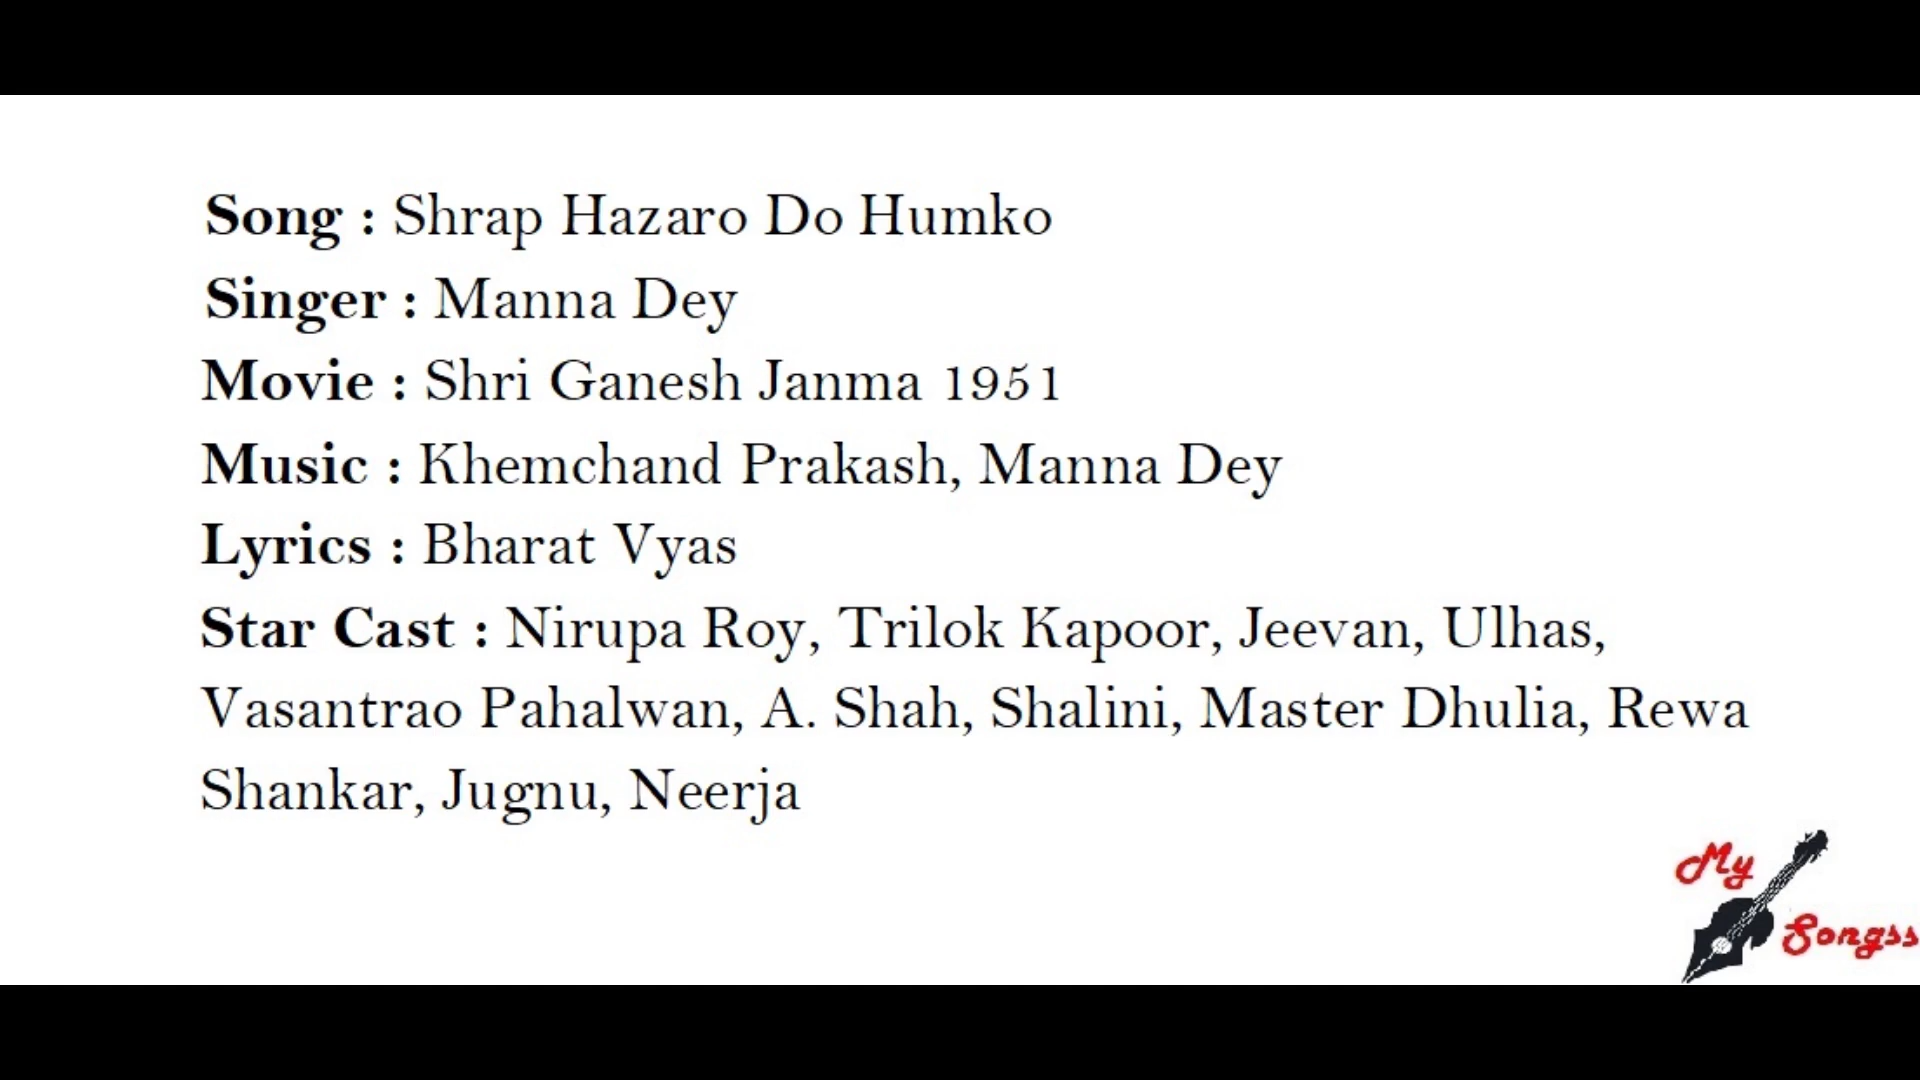 Song : Shrap Hazaro Do Humko
Singer : Manna Dey
Movie : Shri Ganesh Janma 1951
Music : Khemchand Prakash, Manna Dey
Lyrics : Bharat Vyas
Star Cast : Nirupa Roy, Trilok Kapoor, Jeevan, Ulhas,
Vasantrao Pahalwan, A. Shah, Shalini, Master Dhulia, Rewa
Shankar, Jugnu, Neerja
My
Songss